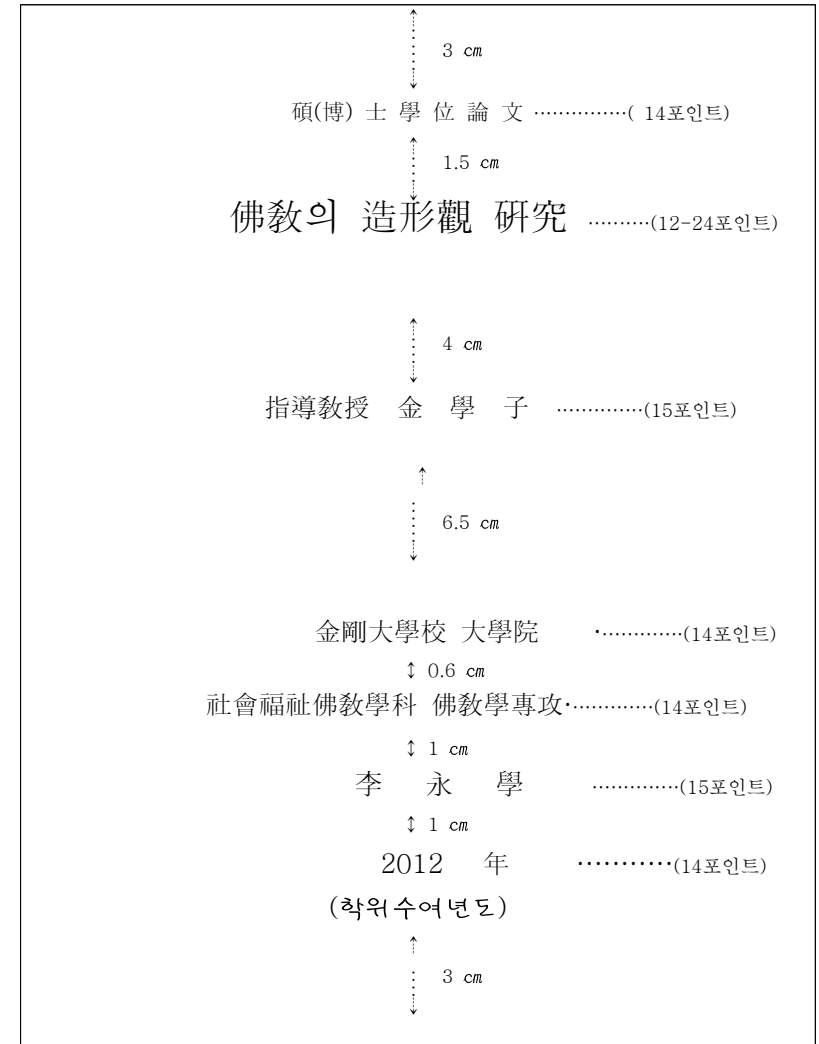 3 ㎝
碩(博) 士 學 位 論 文 ……………( 14포인트)
1.5 ㎝
佛敎의 造形觀 硏究 ………(12-24포인트)
4 ㎝
指導敎授 金 學 子 …………..(15포인트)
6.5 ㎝
金剛大學校 大學院 ·………….(14포인트)
0.6 ㎝
社會福祉佛敎學科 佛敎學專攻·………….(14포인트)
1 ㎝
李 永 學 …………..(15포인트)
1 ㎝
2012 年 ···········(14포인트)
(학위수여년도)
3 ㎝